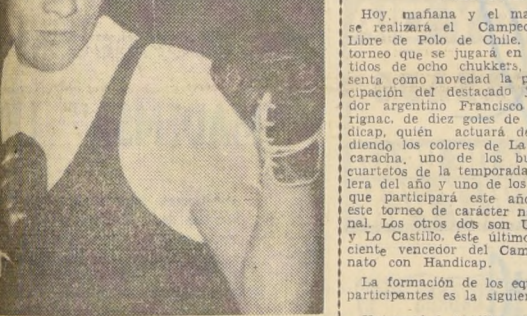 Hoy, mañana y el ma
se realizará el Campeo
Libre de Polo de Chile.
torneo que se jugará en
tidos de ocho chukkers,
senta como novedad la p
cipación del destacado
dor argentino Francisco
rignac, de diez goles de
dicap, quién actuará de
diendo los colores de La
caracha, uno de los bu
cuartetos de la temporada
lera del año y uno de los
que participará este año
este torneo de carácter n
nal. Los otros dos son U
y Lo Castillo, éste último
ciente vencedor del Cam
nato con Handicap.
La formación de los equ
participantes es la siguien